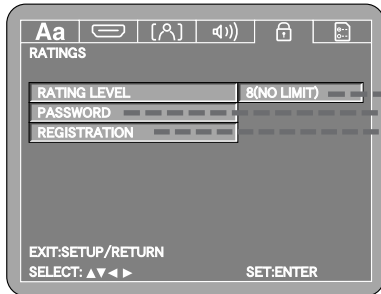 Aa
RATINGS
RATING LEVEL 8(NO LIMIT)
PASSWORD
REGISTRATION
EXIT:SETUP/RETURN
SELECT: ▲▼◄► SET:ENTER